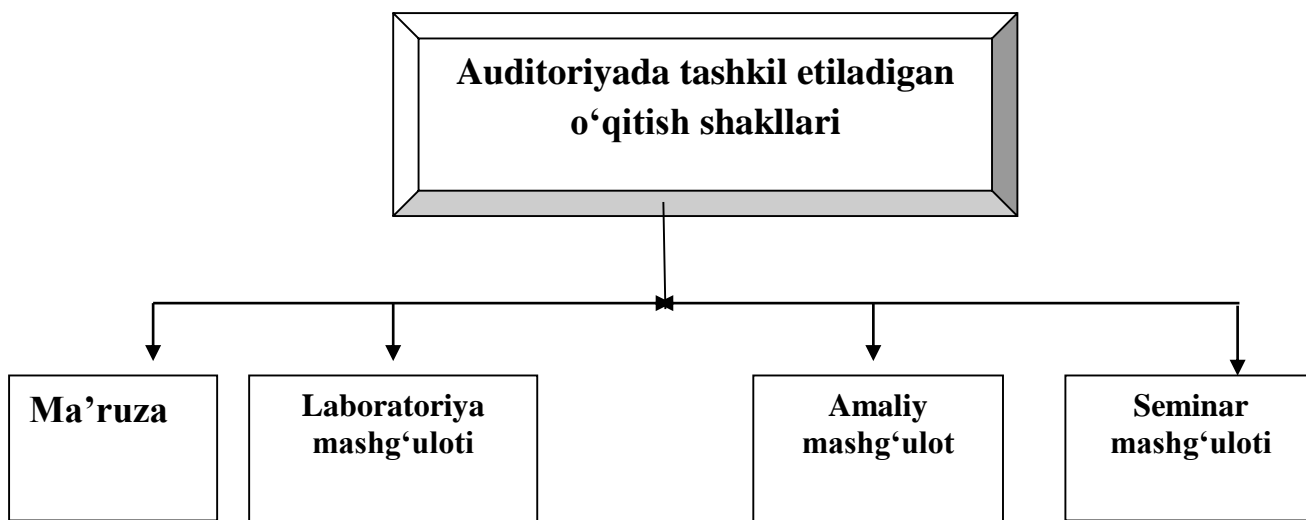 Auditoriyada tashkil etiladigan
o‘qitish shakllari
Ma’ruza
Laboratoriya
mashg‘uloti
Amaliy
mashg‘ulot
Seminar
mashg‘uloti